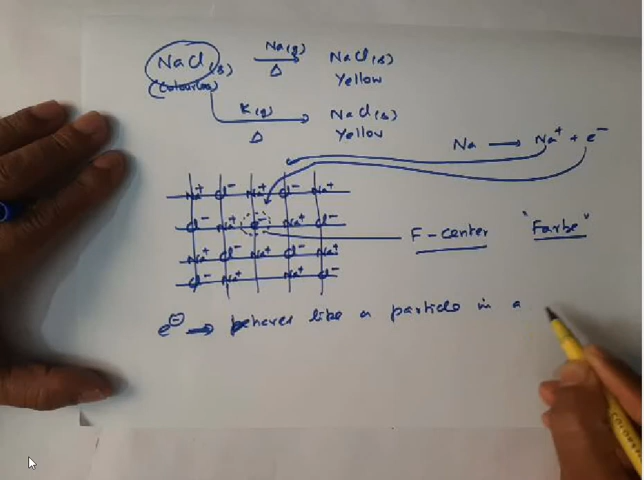 NaCl(s) Na(g) Δ NaCl(s) Yellow
(Colourless)
K(g) Δ NaCl(s) Yellow
Na → Na⁺ + e⁻
Na⁺ Cl⁻ Na⁺ Cl⁻ Na⁺
Cl⁻ Na⁺ e⁻ Na⁺ Cl⁻
F-center "Farbe"
Na⁺ Cl⁻ Na⁺ Cl⁻ Na⁺
Cl⁻ Na⁺ Na⁺ Cl⁻
e⊖ → behaves like a particle in a